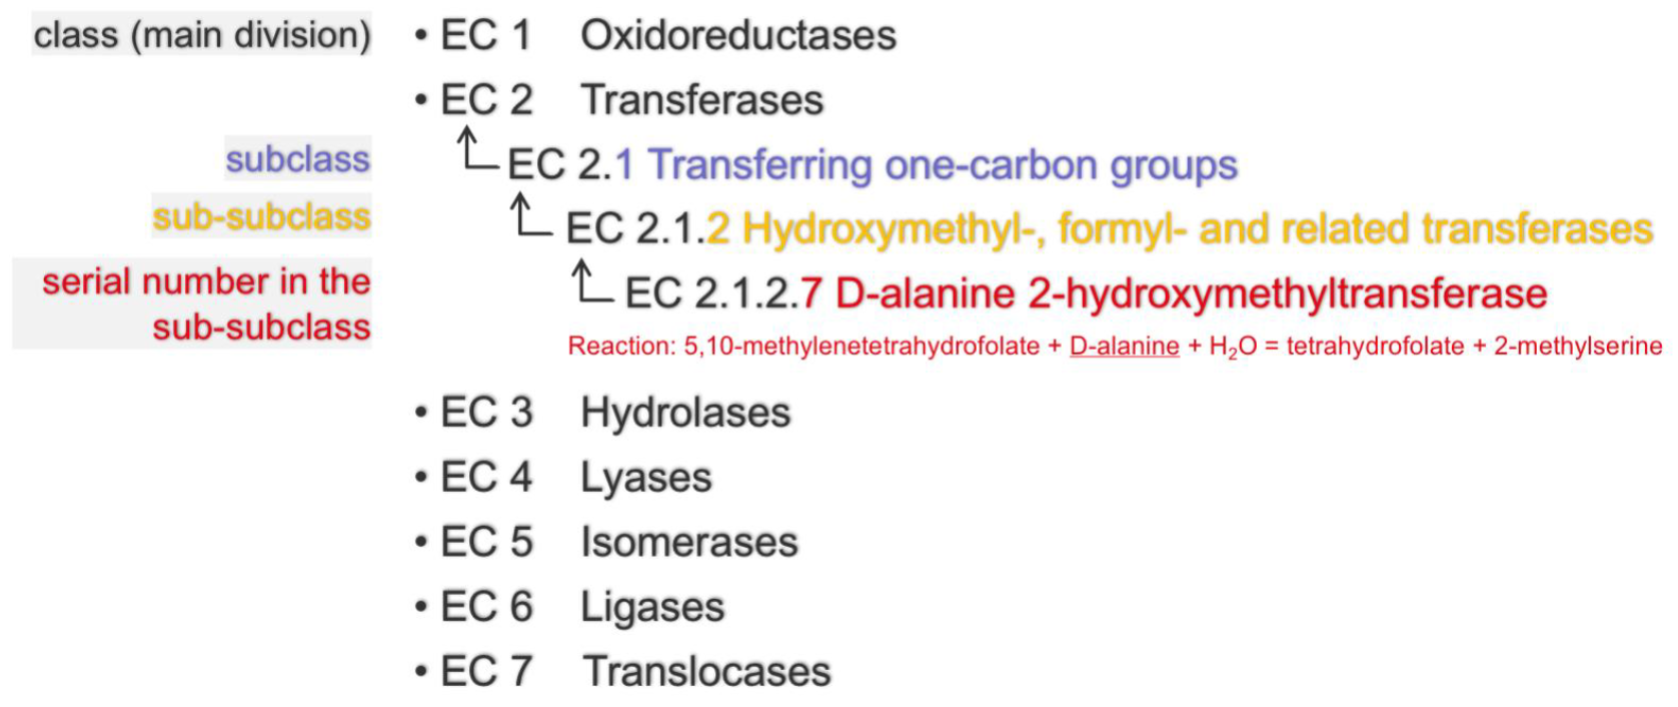 class (main division) • EC 1 Oxidoreductases
• EC 2 Transferases
subclass EC 2.1 Transferring one-carbon groups
sub-subclass EC 2.1.2 Hydroxymethyl-, formyl- and related transferases
serial number in the EC 2.1.2.7 D-alanine 2-hydroxymethyltransferase
sub-subclass
Reaction: 5,10-methylenetetrahydrofolate + D-alanine + H₂O = tetrahydrofolate + 2-methylserine
• EC 3 Hydrolases
• EC 4 Lyases
• EC 5 Isomerases
• EC 6 Ligases
• EC 7 Translocases